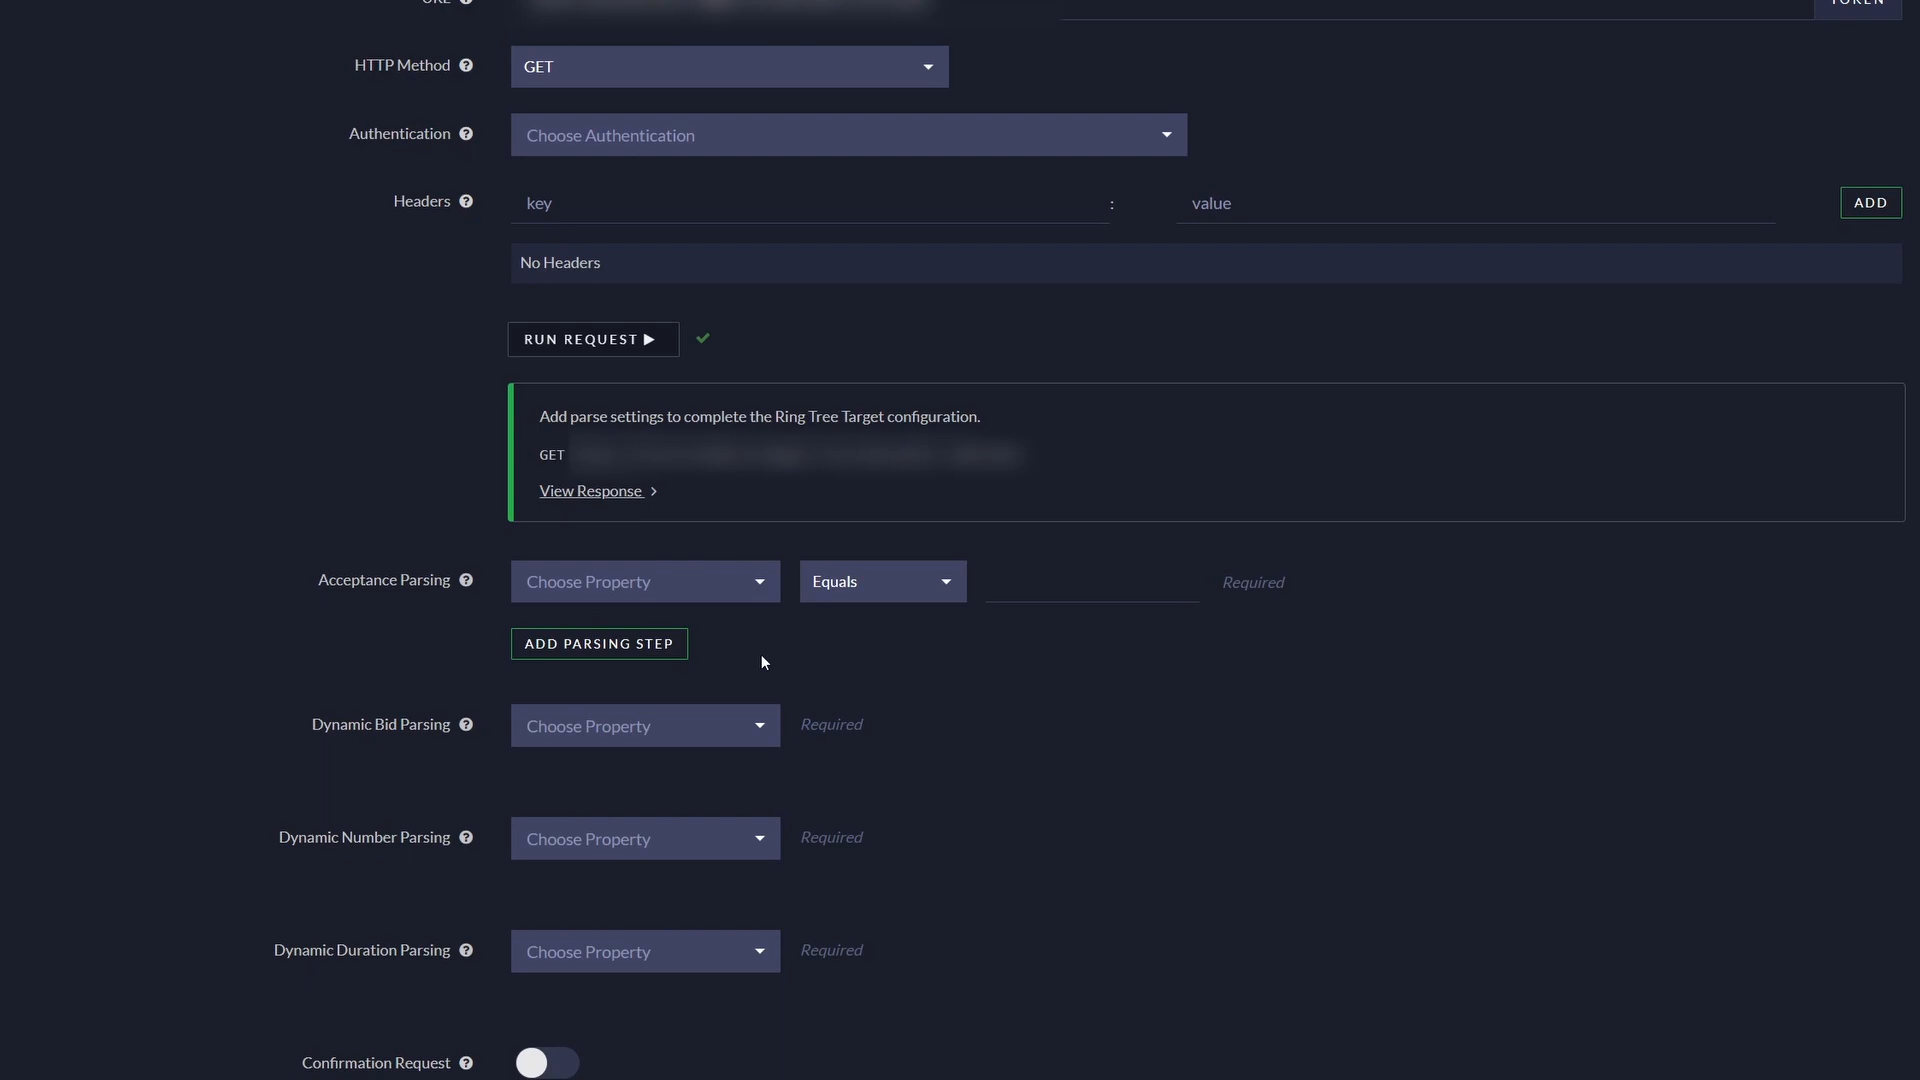 URL
TOKEN
HTTP Method
GET
Authentication
Choose Authentication
Headers
key : value
ADD
No Headers
RUN REQUEST
Add parse settings to complete the Ring Tree Target configuration.
GET
View Response
Acceptance Parsing
Choose Property
Equals
Required
ADD PARSING STEP
Dynamic Bid Parsing
Choose Property
Required
Dynamic Number Parsing
Choose Property
Required
Dynamic Duration Parsing
Choose Property
Required
Confirmation Request